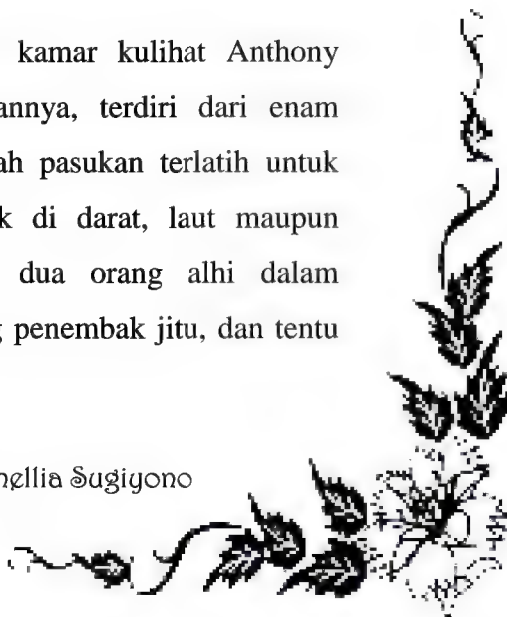 kamar kulihat Anthony
annya, terdiri dari enam
ah pasukan terlatih untuk
k di darat, laut maupun
dua orang alhi dalam
g penembak jitu, dan tentu
nellia Sugiyono